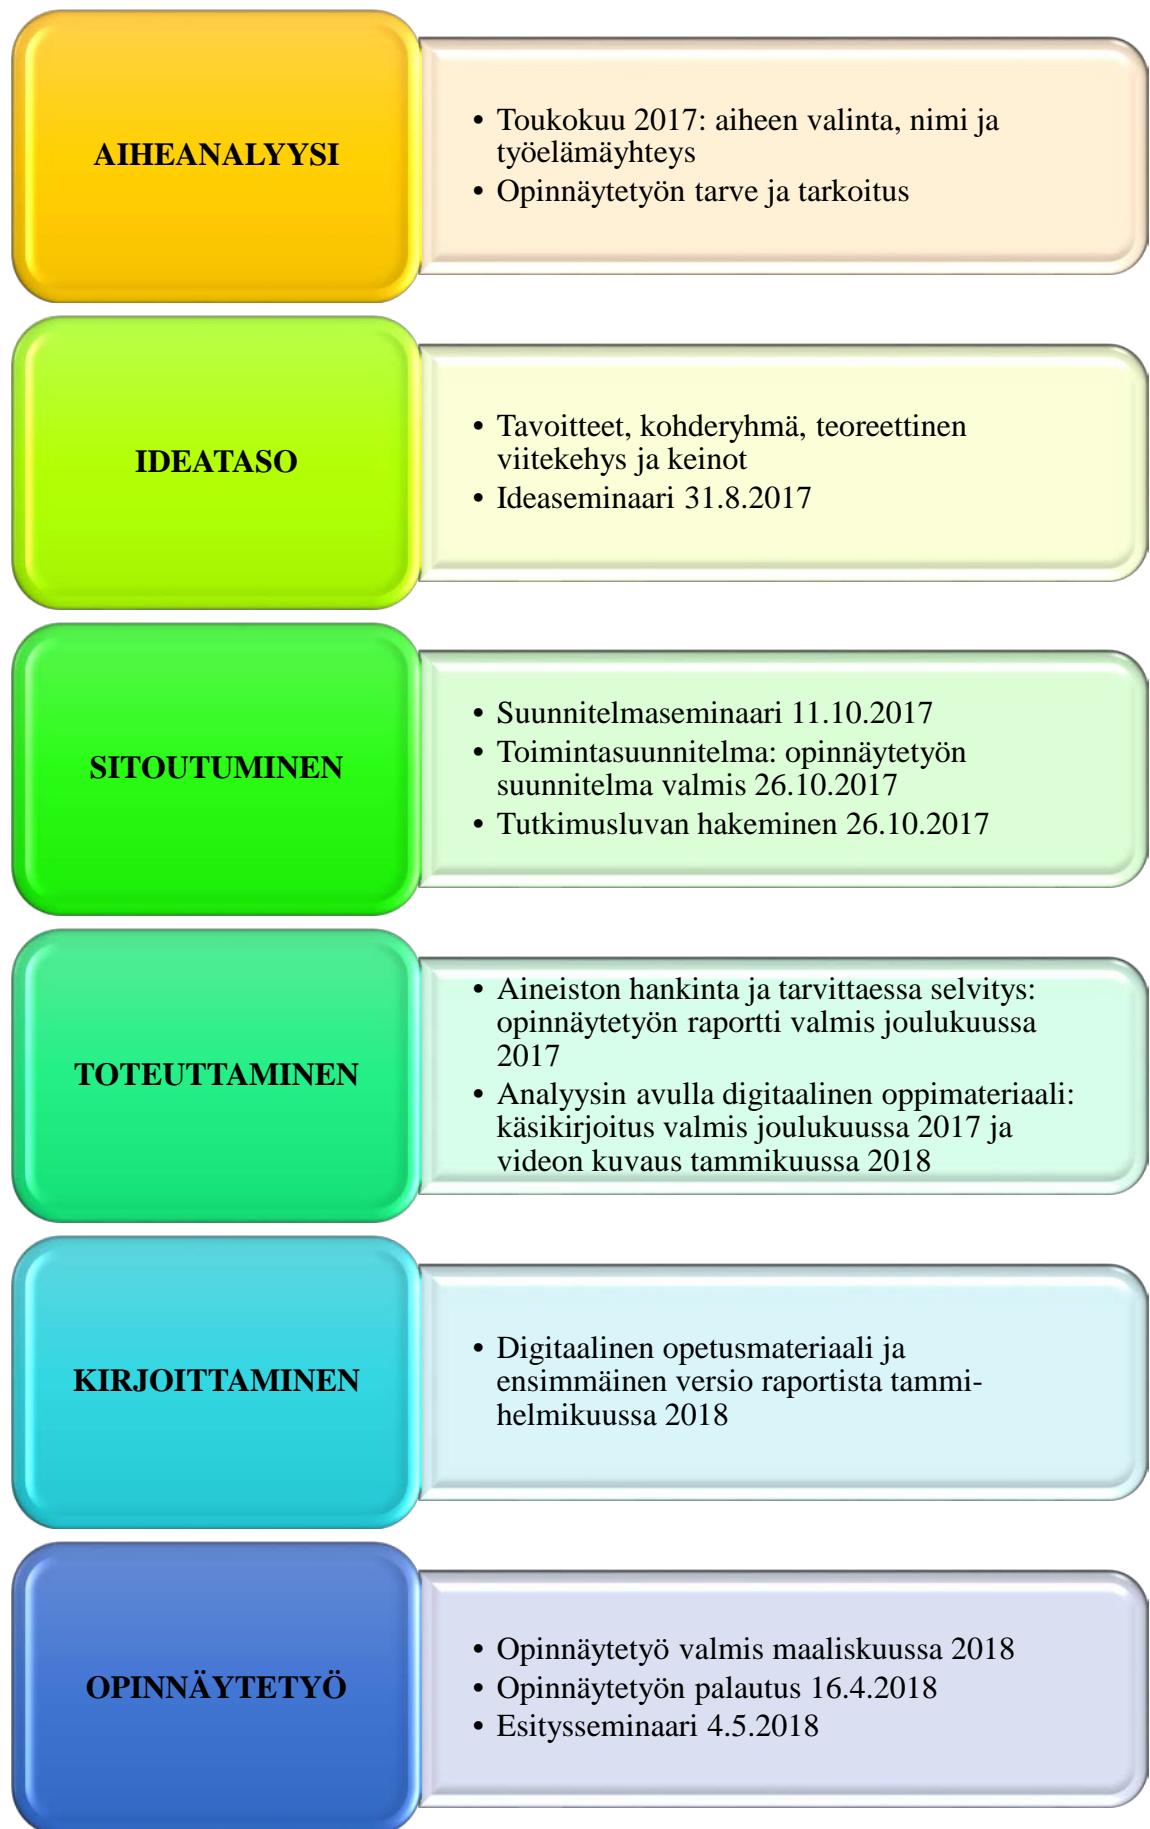 AIHEANALYYSI
• Toukokuu 2017: aiheen valinta, nimi ja
työelämäyhteys
• Opinnäytetyön tarve ja tarkoitus
IDEATASO
• Tavoitteet, kohderyhmä, teoreettinen
viitekehys ja keinot
• Ideaseminaari 31.8.2017
SITOUTUMINEN
• Suunnitelmaseminaari 11.10.2017
• Toimintasuunnitelma: opinnäytetyön
suunnitelma valmis 26.10.2017
• Tutkimusluvan hakeminen 26.10.2017
TOTEUTTAMINEN
• Aineiston hankinta ja tarvittaessa selvitys:
opinnäytetyön raportti valmis joulukuussa
2017
• Analyysin avulla digitaalinen oppimateriaali:
käsikirjoitus valmis joulukuussa 2017 ja
videon kuvaus tammikuussa 2018
KIRJOITTAMINEN
• Digitaalinen opetusmateriaali ja
ensimmäinen versio raportista tammi-
helmikuussa 2018
OPINNÄYTETYÖ
• Opinnäytetyö valmis maaliskuussa 2018
• Opinnäytetyön palautus 16.4.2018
• Esitysseminaari 4.5.2018